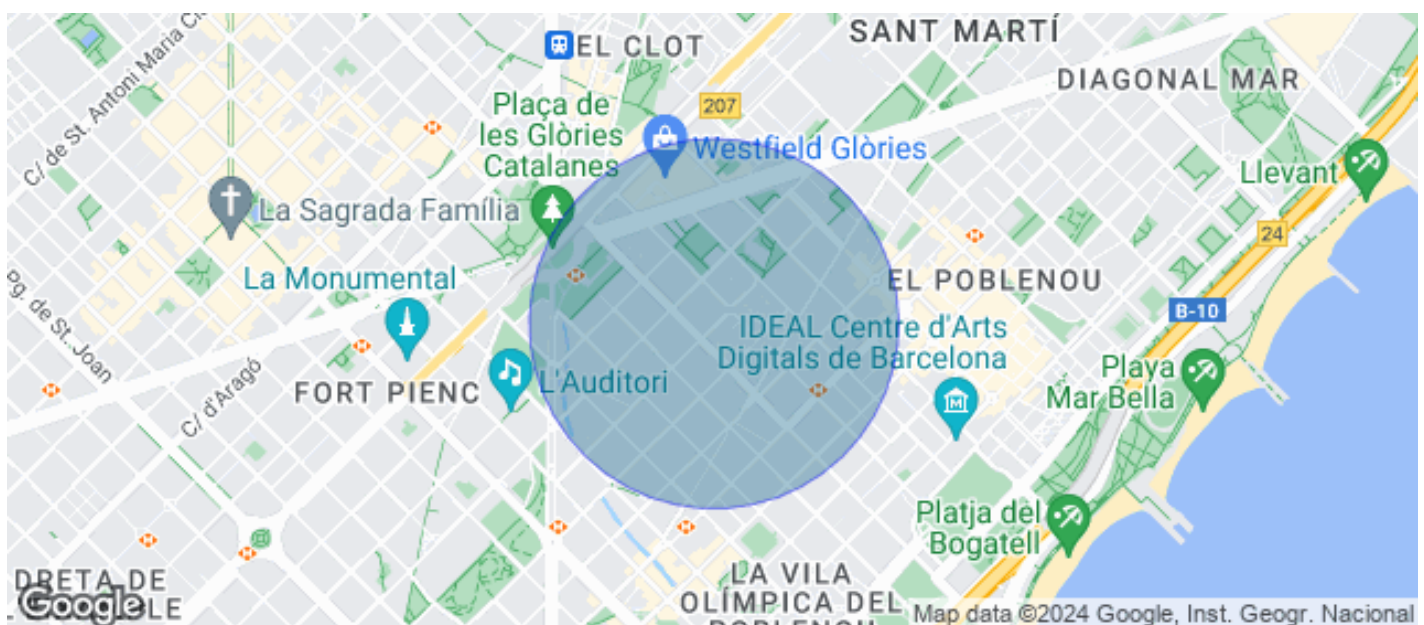 SANT MARTÍ
EL CLOT
DIAGONAL MAR
C/ de St. Antoni Maria
207
Plaça de
les Glòries
Catalanes
Westfield Glòries
Llevant
La Sagrada Família
24
La Monumental
EL POBLENOU
B-10
Pg. de St. Joan
IDEAL Centre d'Arts
Digitals de Barcelona
Playa
Mar Bella
C/ d'Aragó
FORT PIENC
L'Auditori
Platja del
Bogatell
DRETA DE
LA VILA
OLÍMPICA DEL
POBLENOU
Google
Map data ©2024 Google, Inst. Geogr. Nacional